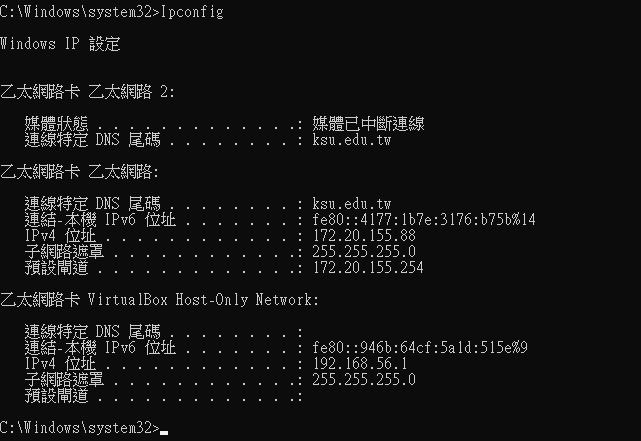 C:\Windows\system32>Ipconfig
Windows IP 設定
乙太網路卡 乙太網路 2:
媒體狀態 . . . . . . . . . . . . .: 媒體已中斷連線
連線特定 DNS 尾碼 . . . . . . . . : ksu.edu.tw
乙太網路卡 乙太網路:
連線特定 DNS 尾碼 . . . . . . . . : ksu.edu.tw
連結-本機 IPv6 位址 . . . . . . . : fe80::4177:1b7e:3176:b75b%14
IPv4 位址 . . . . . . . . . . . . : 172.20.155.88
子網路遮罩 . . . . . . . . . . . .: 255.255.255.0
預設閘道 . . . . . . . . . . . . .: 172.20.155.254
乙太網路卡 VirtualBox Host-Only Network:
連線特定 DNS 尾碼 . . . . . . . . :
連結-本機 IPv6 位址 . . . . . . . : fe80::946b:64cf:5a1d:515e%9
IPv4 位址 . . . . . . . . . . . . : 192.168.56.1
子網路遮罩 . . . . . . . . . . . .: 255.255.255.0
預設閘道 . . . . . . . . . . . . .:
C:\Windows\system32>